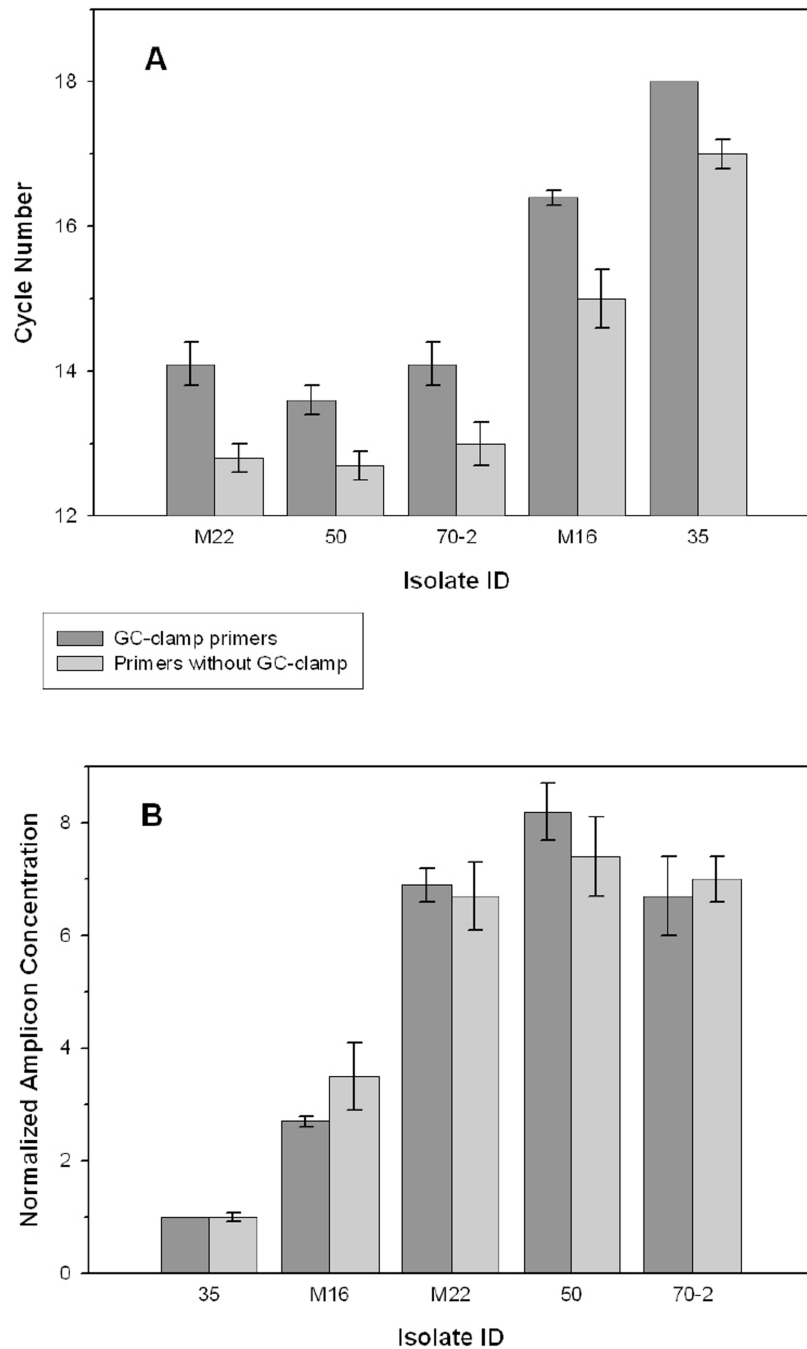 A
18
16
14
12
Cycle Number
M22 50 70-2 M16 35
Isolate ID
GC-clamp primers
Primers without GC-clamp
B
8
6
4
2
0
Normalized Amplicon Concentration
35 M16 M22 50 70-2
Isolate ID